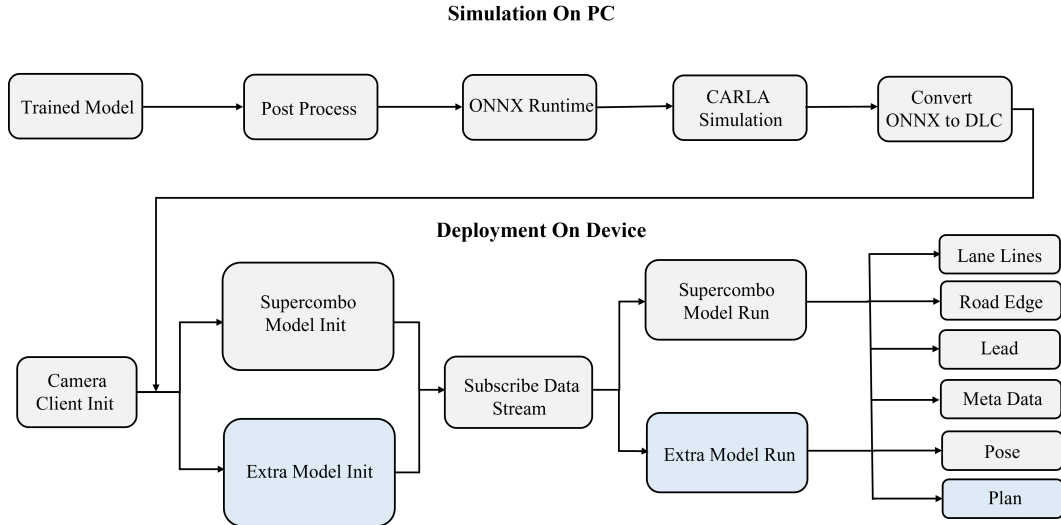 Simulation On PC
Trained Model
Post Process
ONNX Runtime
CARLA
Simulation
Convert
ONNX to DLC
Deployment On Device
Camera
Client Init
Supercombo
Model Init
Extra Model Init
Subscribe Data
Stream
Supercombo
Model Run
Extra Model Run
Lane Lines
Road Edge
Lead
Meta Data
Pose
Plan